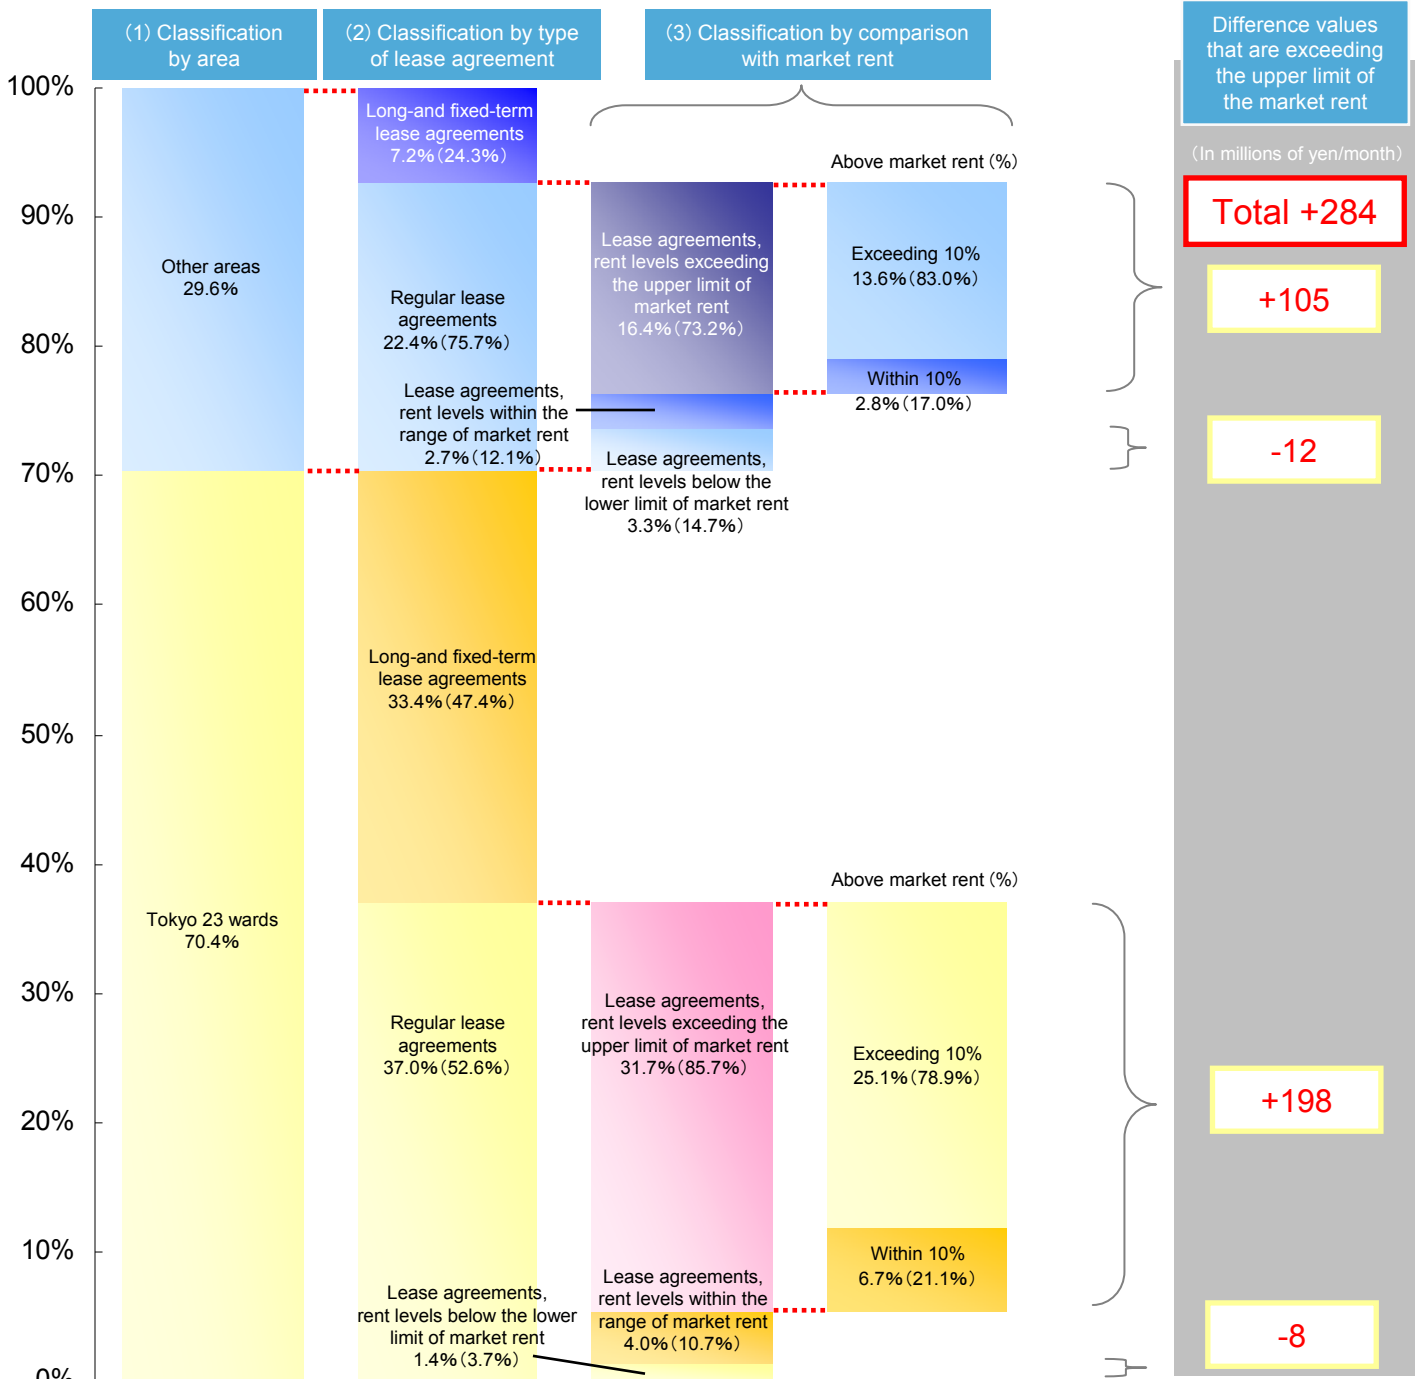 (1) Classification
by area
(2) Classification by type
of lease agreement
(3) Classification by comparison
with market rent
Difference values
that are exceeding
the upper limit of
the market rent
(In millions of yen/month)
Total +284
+105
-12
+198
-8
100%
90%
80%
70%
60%
50%
40%
30%
20%
10%
0%
Other areas
29.6%
Tokyo 23 wards
70.4%
Long-and fixed-term
lease agreements
7.2%(24.3%)
Regular lease
agreements
22.4%(75.7%)
Lease agreements,
rent levels within the
range of market rent
2.7%(12.1%)
Long-and fixed-term
lease agreements
33.4%(47.4%)
Regular lease
agreements
37.0%(52.6%)
Lease agreements,
rent levels below the lower
limit of market rent
1.4%(3.7%)
Lease agreements,
rent levels exceeding
the upper limit of
market rent
16.4%(73.2%)
Lease agreements,
rent levels below the
lower limit of market rent
3.3%(14.7%)
Lease agreements,
rent levels exceeding the
upper limit of market rent
31.7%(85.7%)
Lease agreements,
rent levels within the
range of market rent
4.0%(10.7%)
Above market rent (%)
Exceeding 10%
13.6%(83.0%)
Within 10%
2.8%(17.0%)
Above market rent (%)
Exceeding 10%
25.1%(78.9%)
Within 10%
6.7%(21.1%)